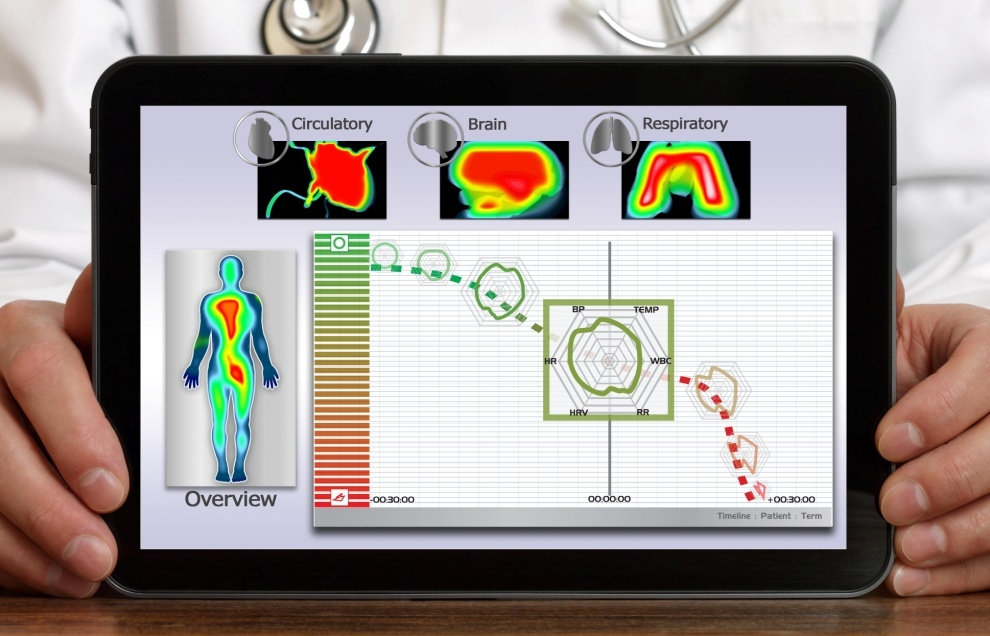 Circulatory
Brain
Respiratory
BP
TEMP
HR
WBC
HRV
RR
Overview
-00:30:00
00:00:00
+00:30:00
Timeline : Patient : Term